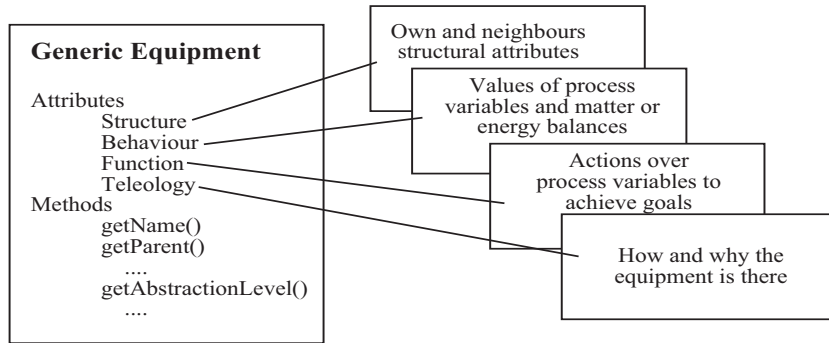 Generic Equipment
Attributes
Structure
Behaviour
Function
Teleology
Methods
getName()
getParent()
....
getAbstractionLevel()
....
Own and neighbours
structural attributes
Values of process
variables and matter or
energy balances
Actions over
process variables to
achieve goals
How and why the
equipment is there